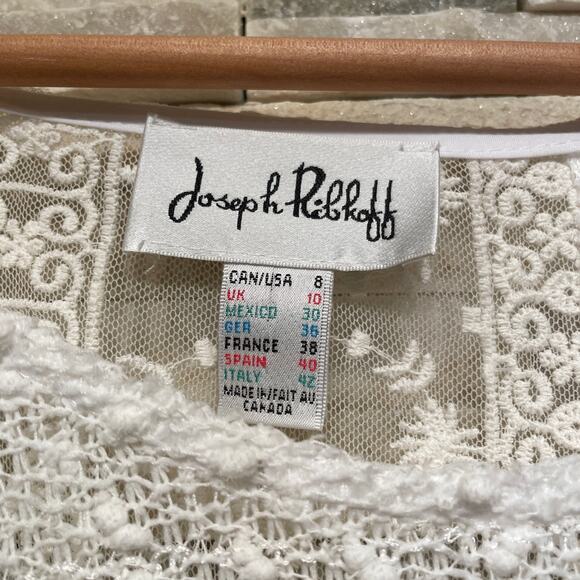 Joseph Ribkoff
CAN/USA 8
UK 10
MEXICO 30
GER 36
FRANCE 38
SPAIN 40
ITALY 42
MADE IN/FAIT AU
CANADA